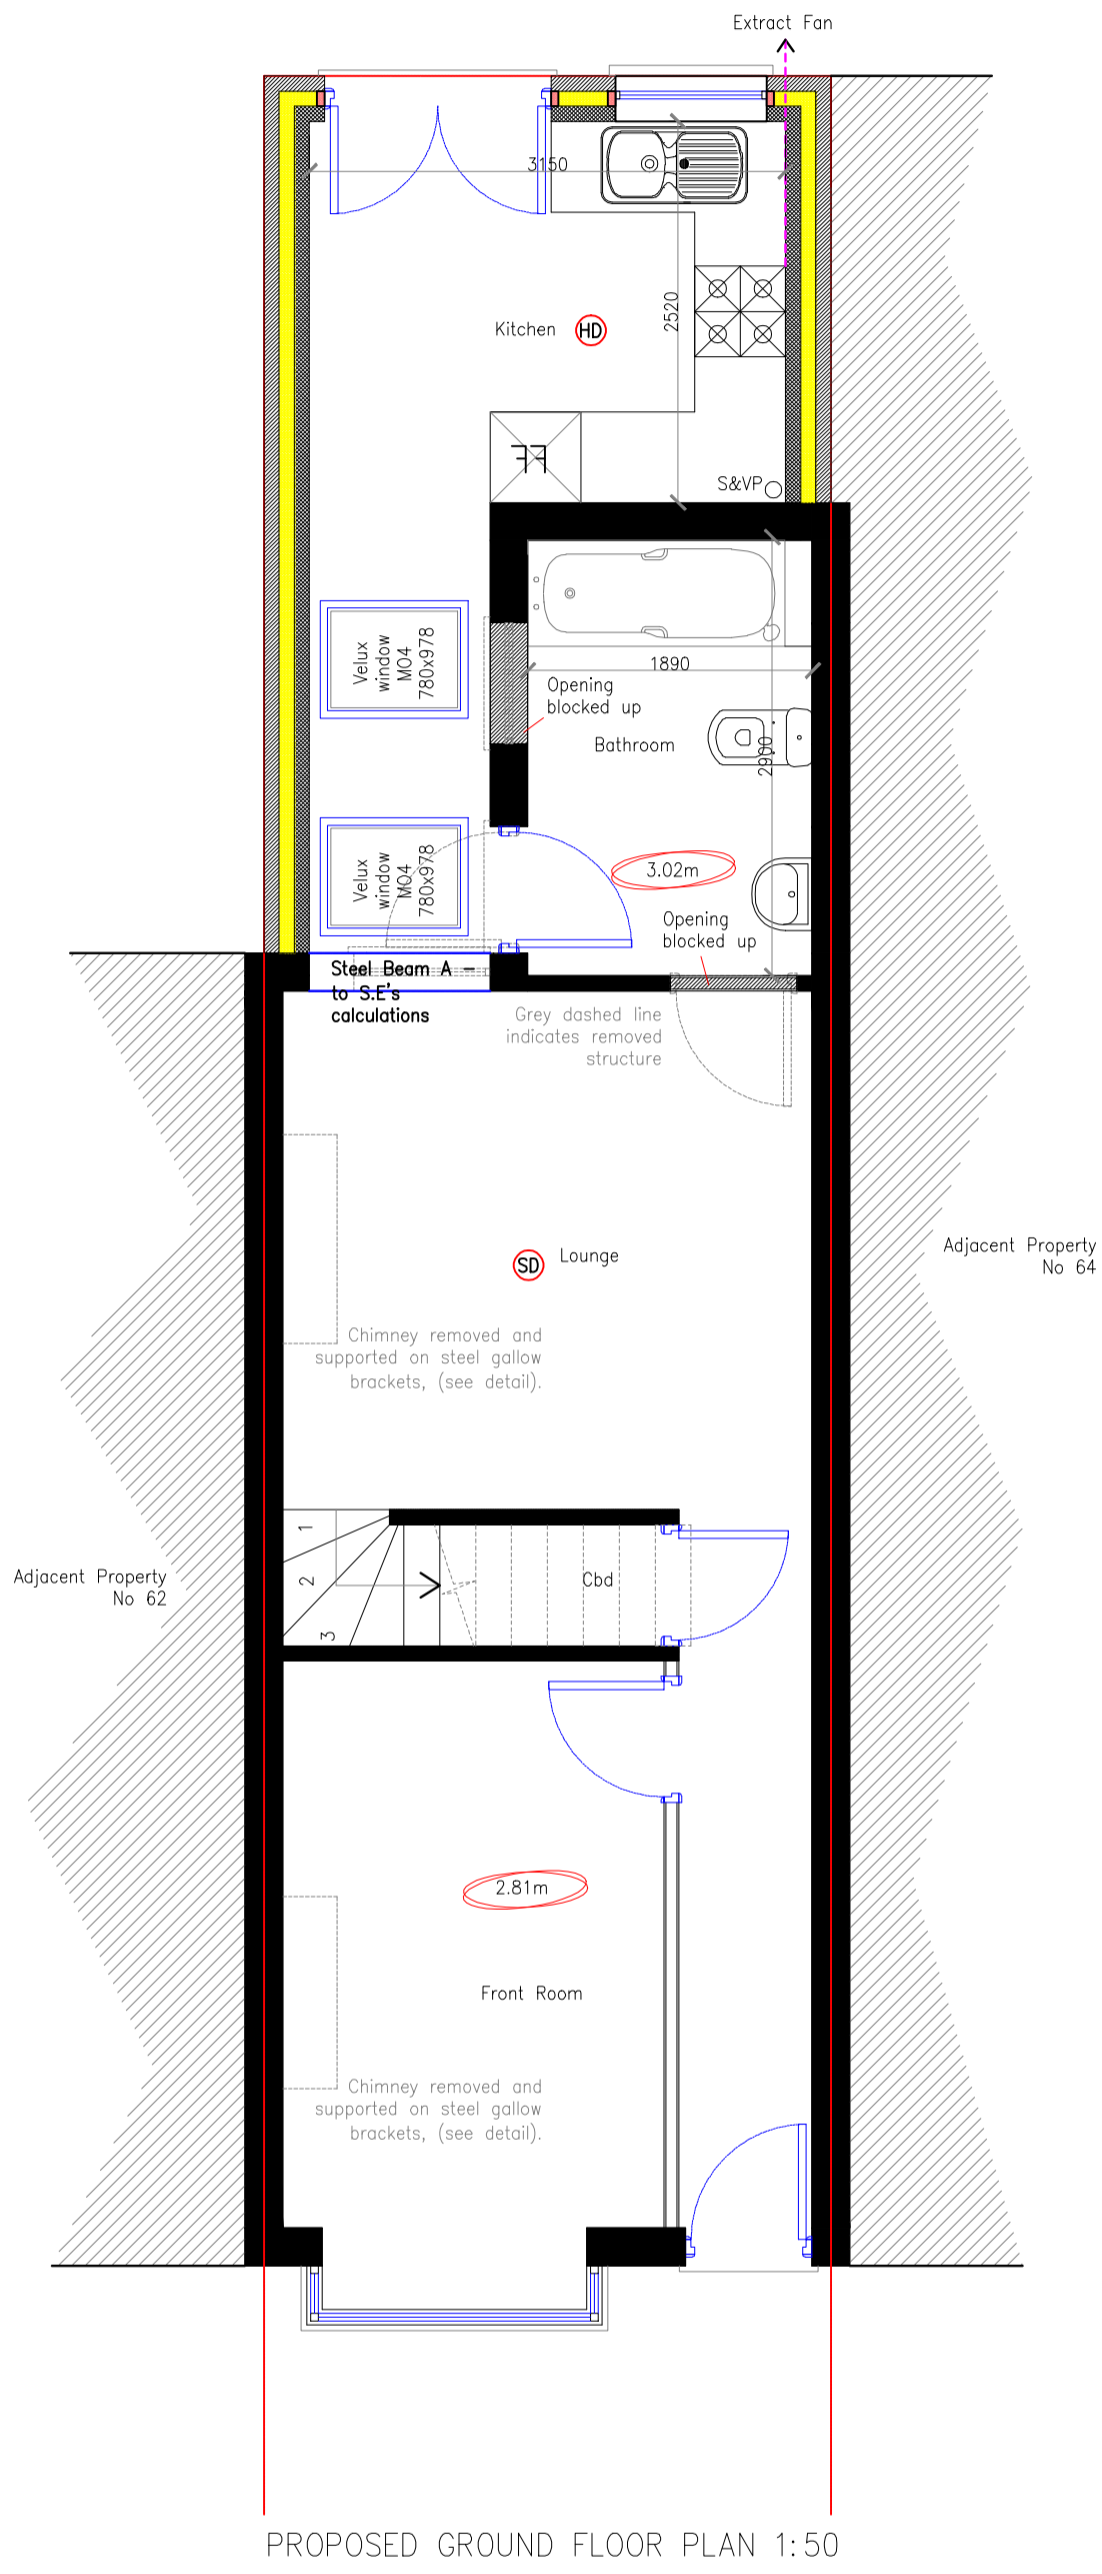 Extract Fan
3150
2520
Kitchen
HD
FF
S&VP
Velux
window
M04
780x978
1890
Opening
blocked up
Bathroom
2900
Velux
window
M04
780x978
3.02m
Opening
blocked up
Steel Beam A –
to S.E's
calculations
Grey dashed line
indicates removed
structure
Adjacent Property
No 64
SD
Lounge
Chimney removed and
supported on steel gallow
brackets, (see detail).
1
2
3
Cbd
Adjacent Property
No 62
2.81m
Front Room
Chimney removed and
supported on steel gallow
brackets, (see detail).
PROPOSED GROUND FLOOR PLAN 1:50